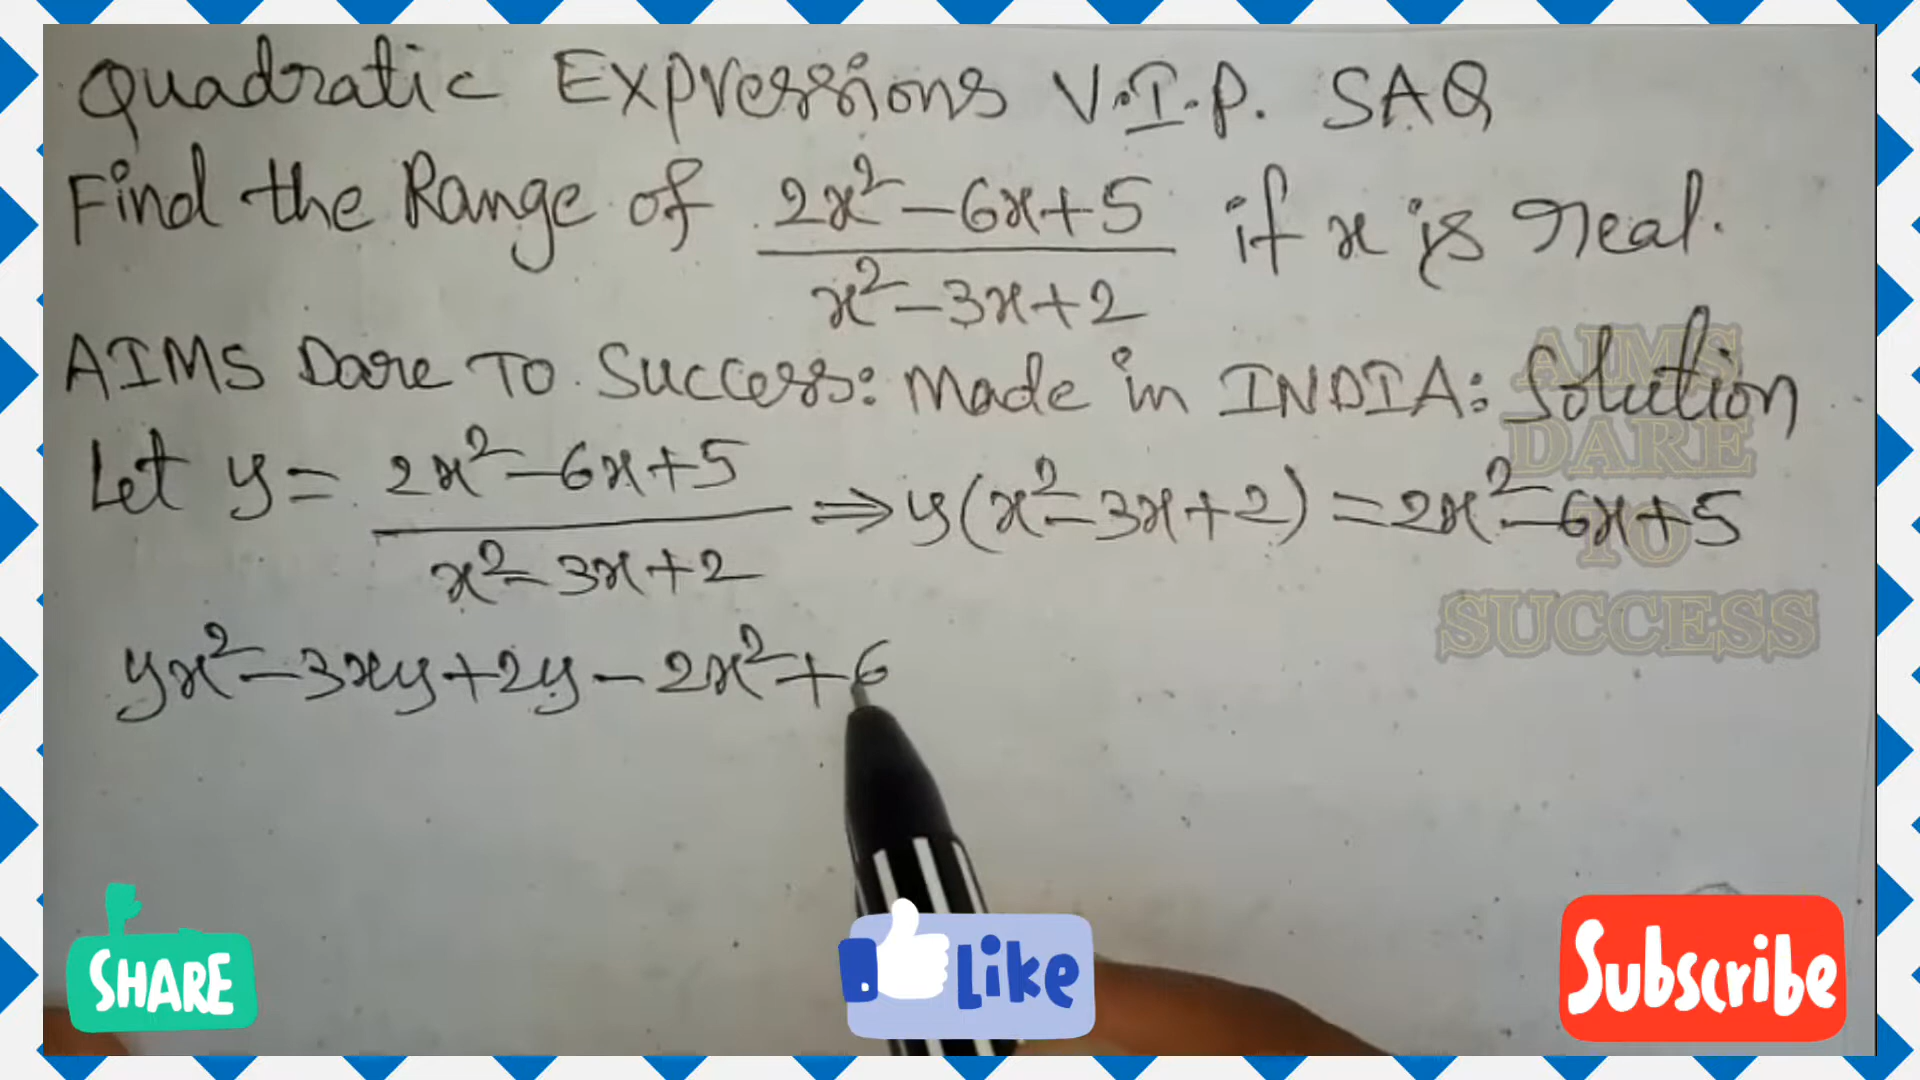 Quadratic Expressions V.I.P. SAQ
Find the Range of 2x²-6x+5 / x²-3x+2 if x is real.
AIMS Dare To Success: Made in INDIA: Solution
Let y = 2x²-6x+5 / x²-3x+2 ⇒ y(x²-3x+2) = 2x²-6x+5
yx²-3xy+2y-2x²+6
AIMS
DARE
TO
SUCCESS
SHARE
Like
Subscribe